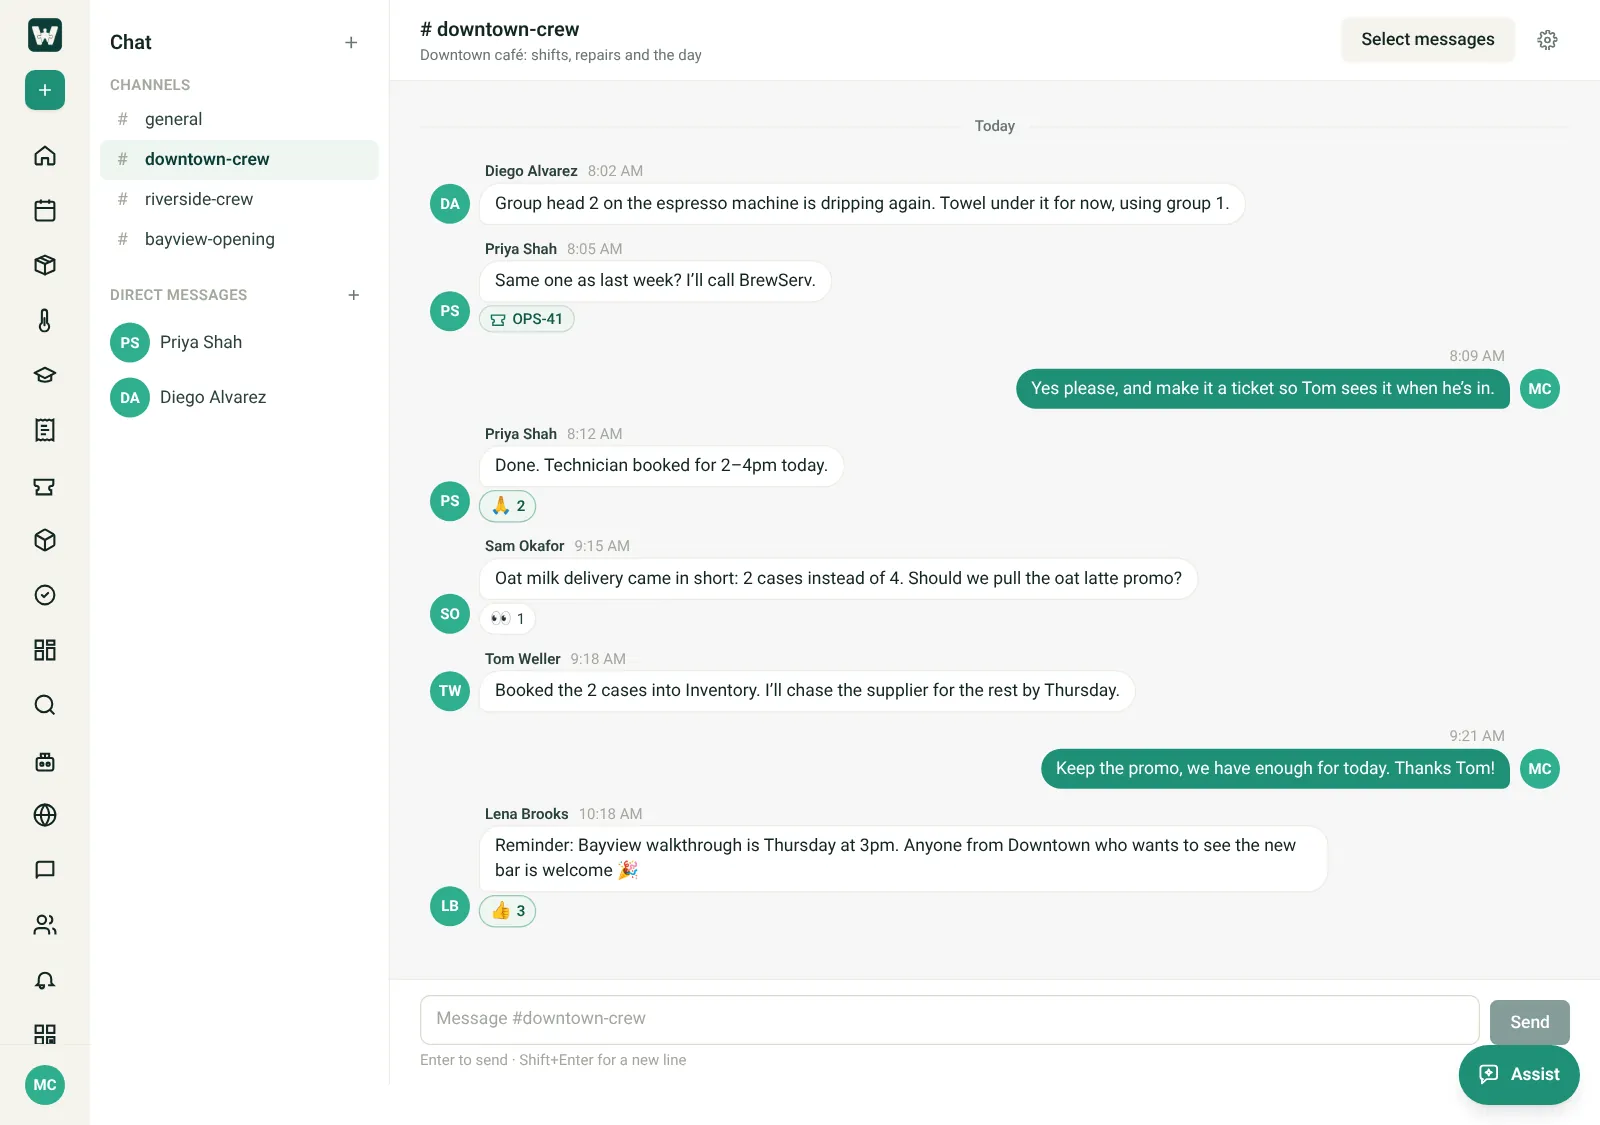 W
Chat
CHANNELS
# general
# downtown-crew
# riverside-crew
# bayview-opening
DIRECT MESSAGES
PS Priya Shah
DA Diego Alvarez
MC
# downtown-crew
Downtown café: shifts, repairs and the day
Select messages
Today
Diego Alvarez 8:02 AM
DA Group head 2 on the espresso machine is dripping again. Towel under it for now, using group 1.
Priya Shah 8:05 AM
Same one as last week? I’ll call BrewServ.
PS OPS-41
8:09 AM
Yes please, and make it a ticket so Tom sees it when he’s in. MC
Priya Shah 8:12 AM
Done. Technician booked for 2–4pm today.
PS 🙏 2
Sam Okafor 9:15 AM
Oat milk delivery came in short: 2 cases instead of 4. Should we pull the oat latte promo?
SO 👀 1
Tom Weller 9:18 AM
TW Booked the 2 cases into Inventory. I’ll chase the supplier for the rest by Thursday.
9:21 AM
Keep the promo, we have enough for today. Thanks Tom! MC
Lena Brooks 10:18 AM
Reminder: Bayview walkthrough is Thursday at 3pm. Anyone from Downtown who wants to see the new
bar is welcome 🎉
LB 👍 3
Message #downtown-crew
Send
Enter to send · Shift+Enter for a new line
Assist